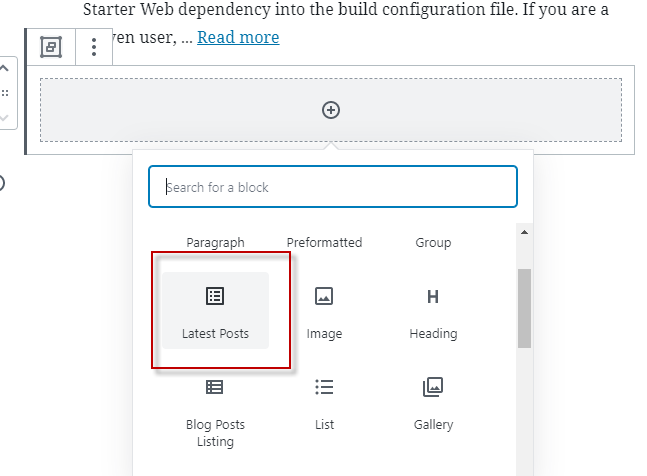 Starter Web dependency into the build configuration file. If you are a
ven user, ... Read more
Search for a block
Paragraph
Preformatted
Group
Latest Posts
Image
Heading
Blog Posts
Listing
List
Gallery